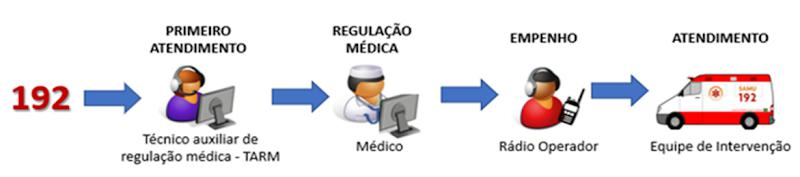 192
PRIMEIRO
ATENDIMENTO
Técnico auxiliar de
regulação médica - TARM
REGULAÇÃO
MÉDICA
Médico
EMPENHO
Rádio Operador
ATENDIMENTO
SAMU
192
Equipe de Intervenção